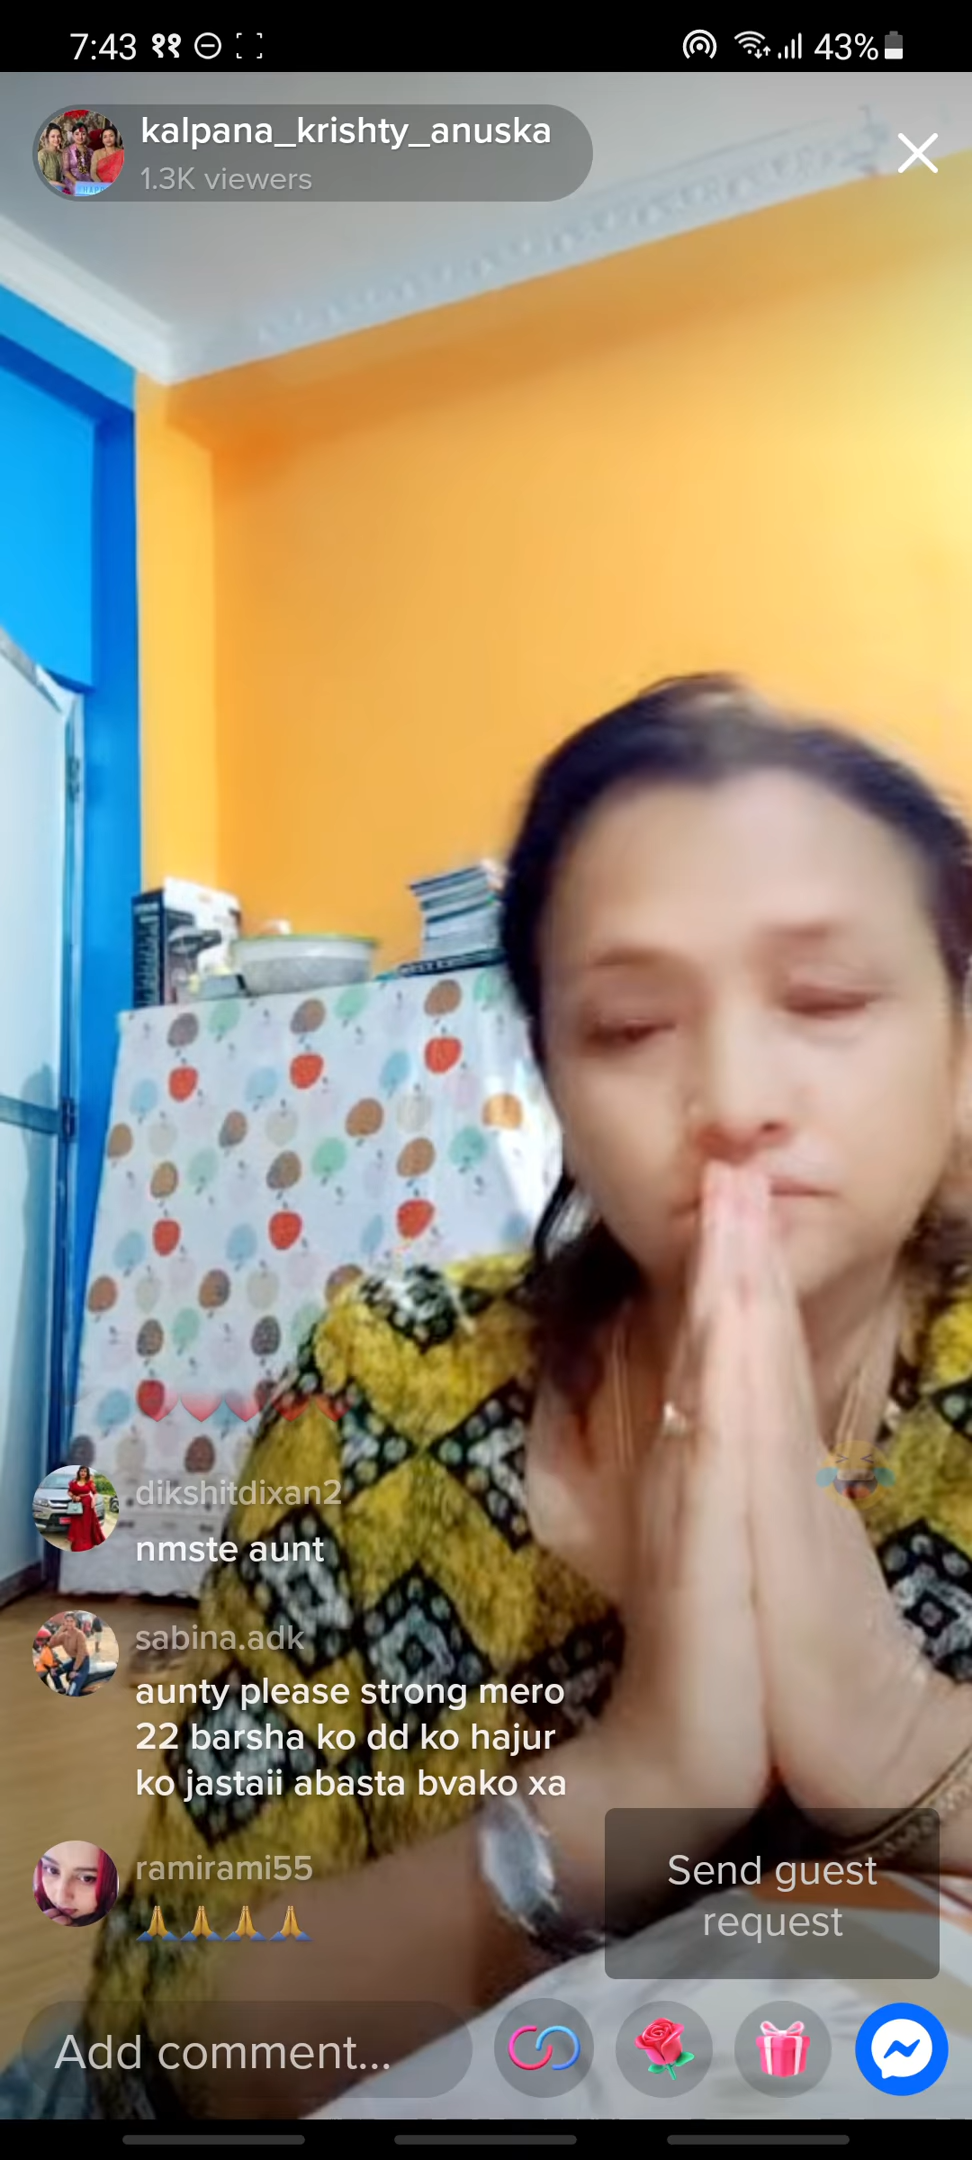 7:43
43%
kalpana_krishty_anuska
1.3K viewers
dikshitdixan2
nmste aunt
sabina.adk
aunty please strong mero
22 barsha ko dd ko hajur
ko jastaii abasta bvako xa
ramirami55
🙏🙏🙏🙏
Send guest
request
Add comment...